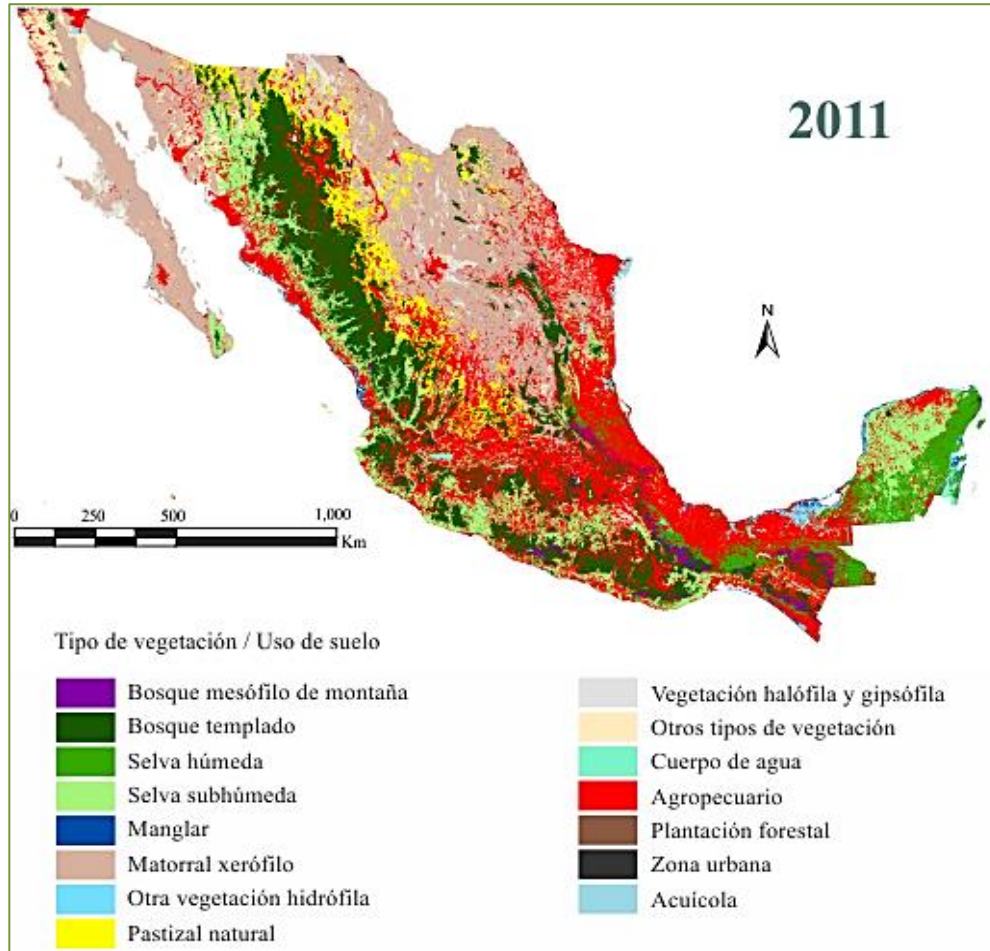 2011
N
0 250 500 1,000
Km
Tipo de vegetación / Uso de suelo
Bosque mesófilo de montaña
Bosque templado
Selva húmeda
Selva subhúmeda
Manglar
Matorral xerófilo
Otra vegetación hidrófila
Pastizal natural
Vegetación halófila y gipsófila
Otros tipos de vegetación
Cuerpo de agua
Agropecuario
Plantación forestal
Zona urbana
Acuícola